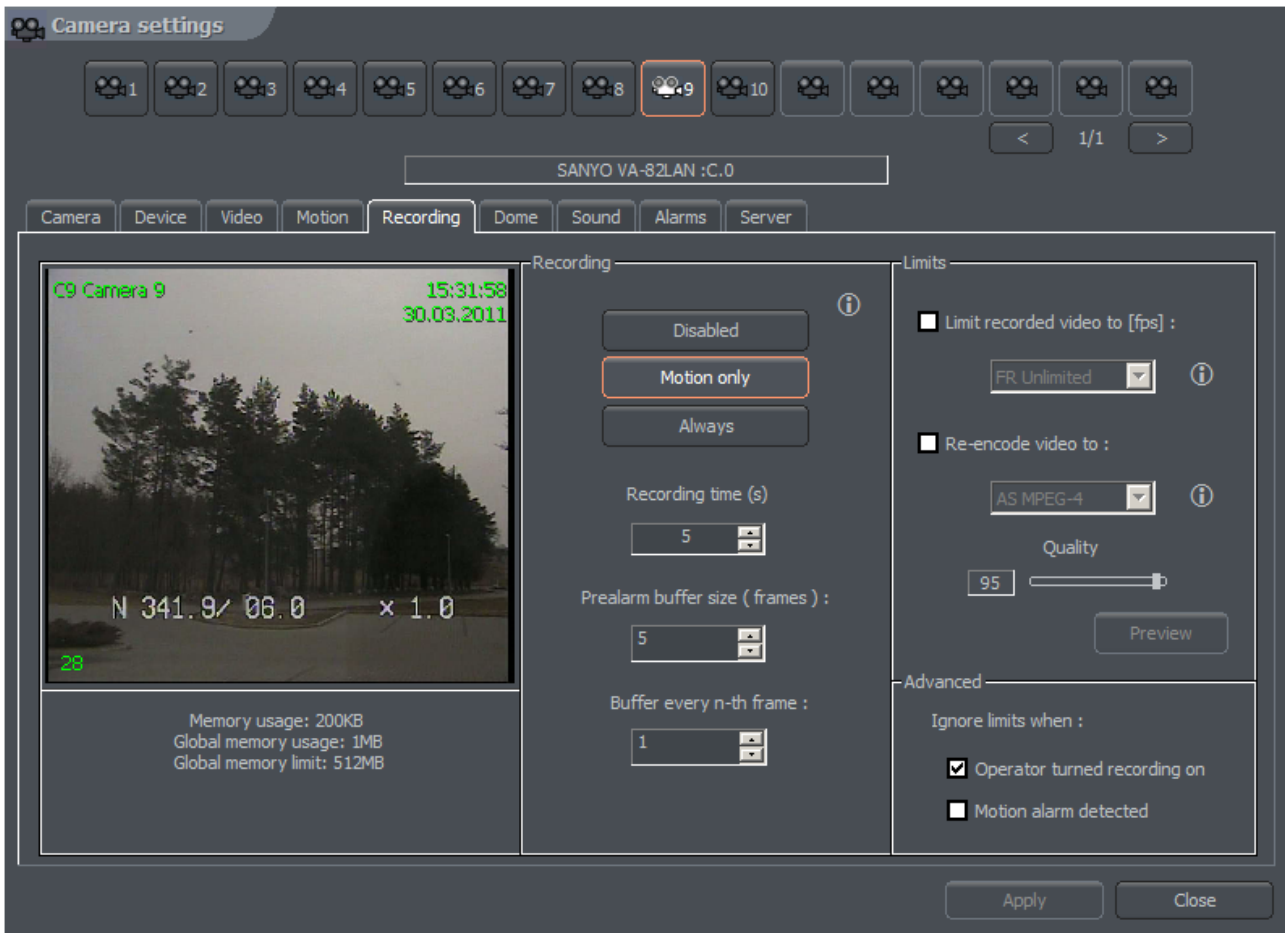 Camera settings
1 2 3 4 5 6 7 8 9 10
< 1/1 >
SANYO VA-82LAN :C.0
Camera Device Video Motion Recording Dome Sound Alarms Server
C9 Camera 9 15:31:58
30.03.2011
N 341.9/ 06.0 x 1.0
28
Memory usage: 200KB
Global memory usage: 1MB
Global memory limit: 512MB
Recording
Disabled
Motion only
Always
Recording time (s)
5
Prealarm buffer size ( frames ) :
5
Buffer every n-th frame :
1
Limits
Limit recorded video to [fps] :
FR Unlimited
Re-encode video to :
AS MPEG-4
Quality
95
Preview
Advanced
Ignore limits when :
Operator turned recording on
Motion alarm detected
Apply Close